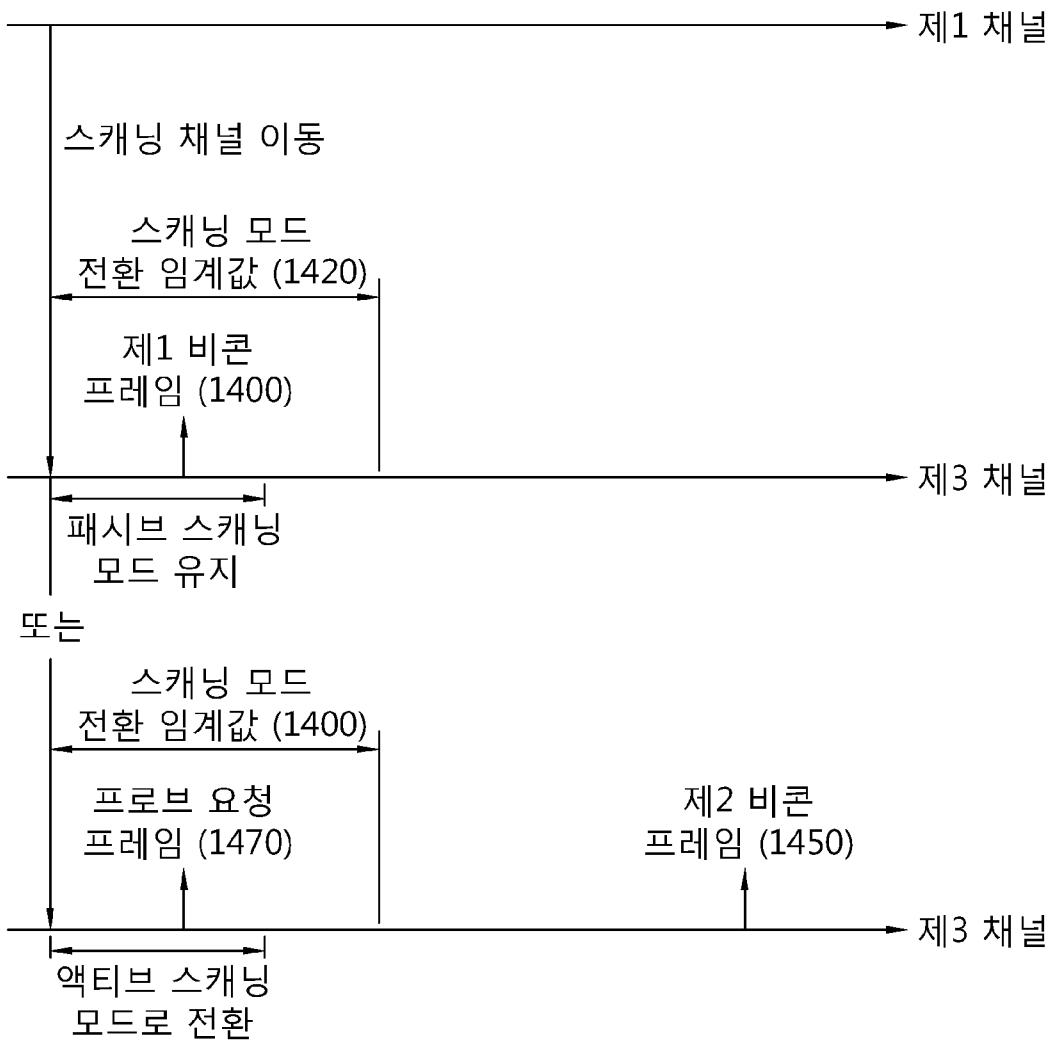 제1 채널
스캐닝 채널 이동
스캐닝 모드
전환 임계값 (1420)
제1 비콘
프레임 (1400)
제3 채널
패시브 스캐닝
모드 유지
또는
스캐닝 모드
전환 임계값 (1400)
프로브 요청
프레임 (1470)
제2 비콘
프레임 (1450)
제3 채널
액티브 스캐닝
모드로 전환